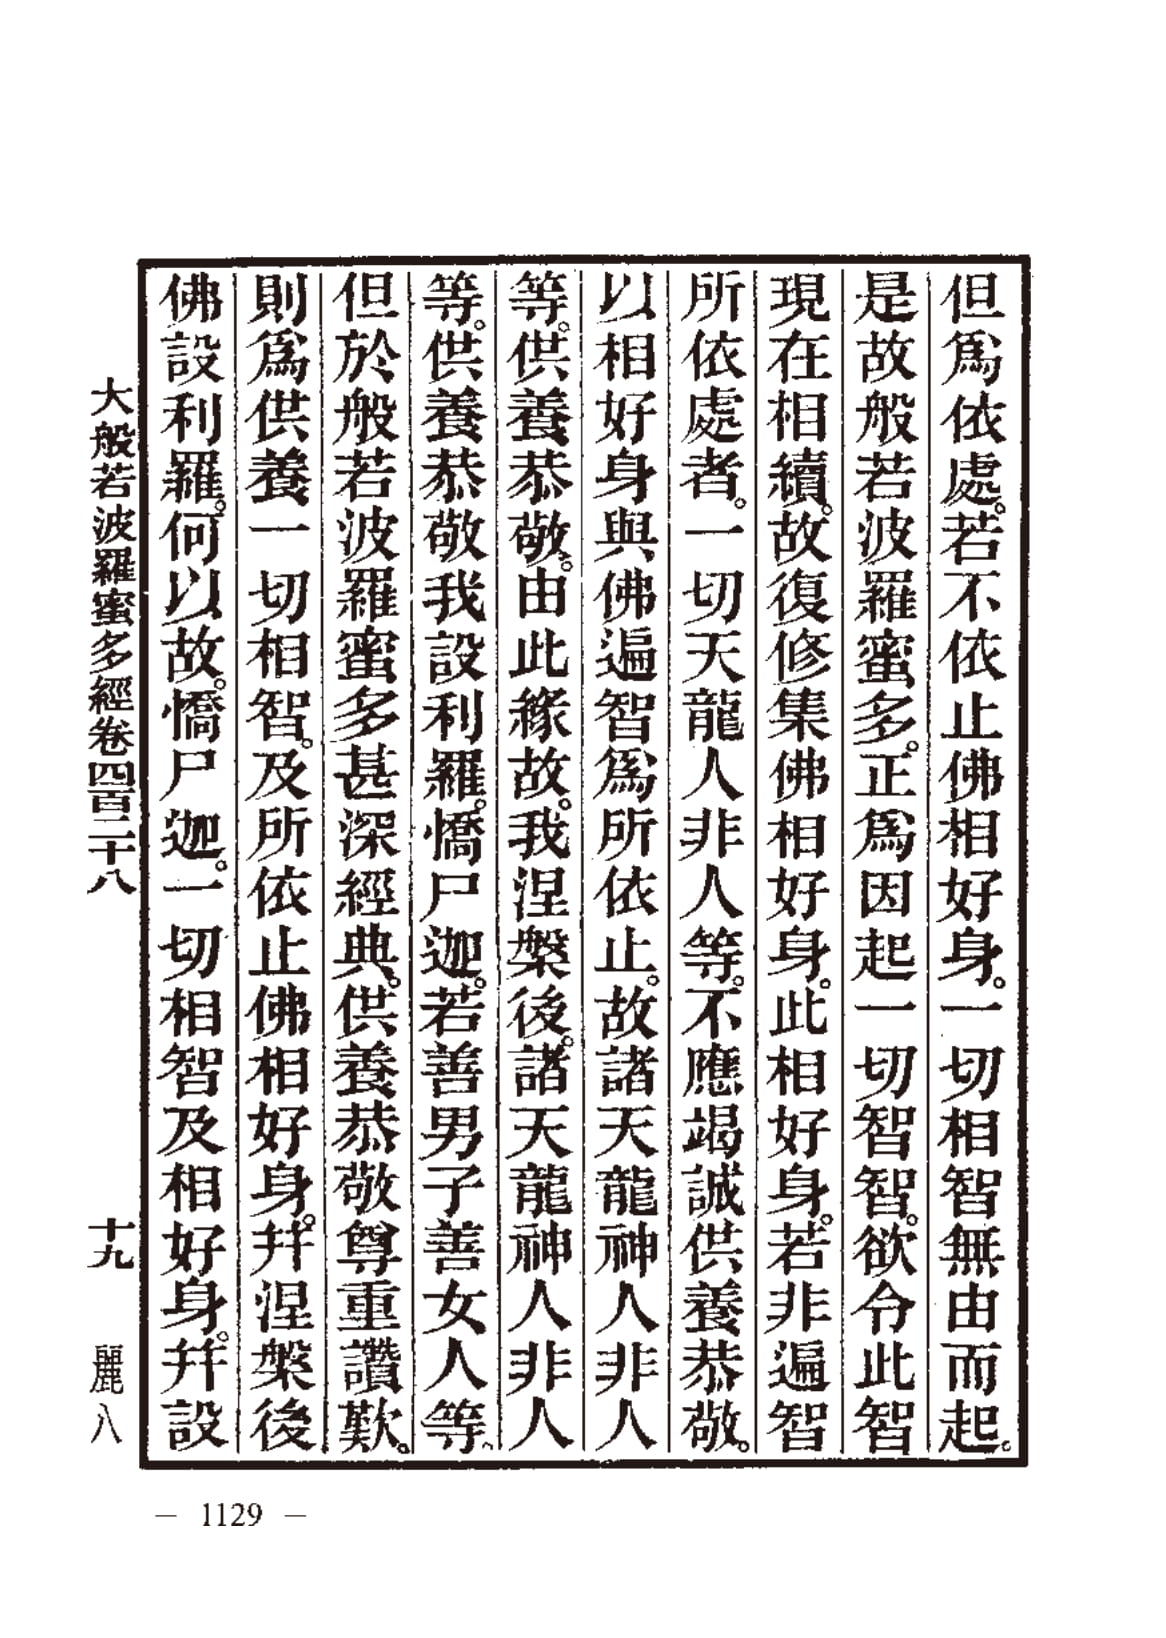 但爲依處。若不依止佛相好身。一切相智無由而起。
是故般若波羅蜜多。正爲因起一切智智。欲令此智
現在相續。故復修集佛相好身。此相好身。若非遍智
所依處者。一切天龍人非人等。不應竭誠供養恭敬。
以相好身與佛遍智爲所依止。故諸天龍神人非人
等。供養恭敬。由此緣故。我涅槃後。諸天龍神人非人
等。供養恭敬我設利羅。憍尸迦。若善男子善女人等、
但於般若波羅蜜多甚深經典。供養恭敬尊重讚歎。
則爲供養一切相智。及所依止佛相好身。幷涅槃後
佛設利羅。何以故。憍尸迦。一切相智及相好身。幷設
大般若波羅蜜多經卷四百二十八 十九 麗八
— 1129 —